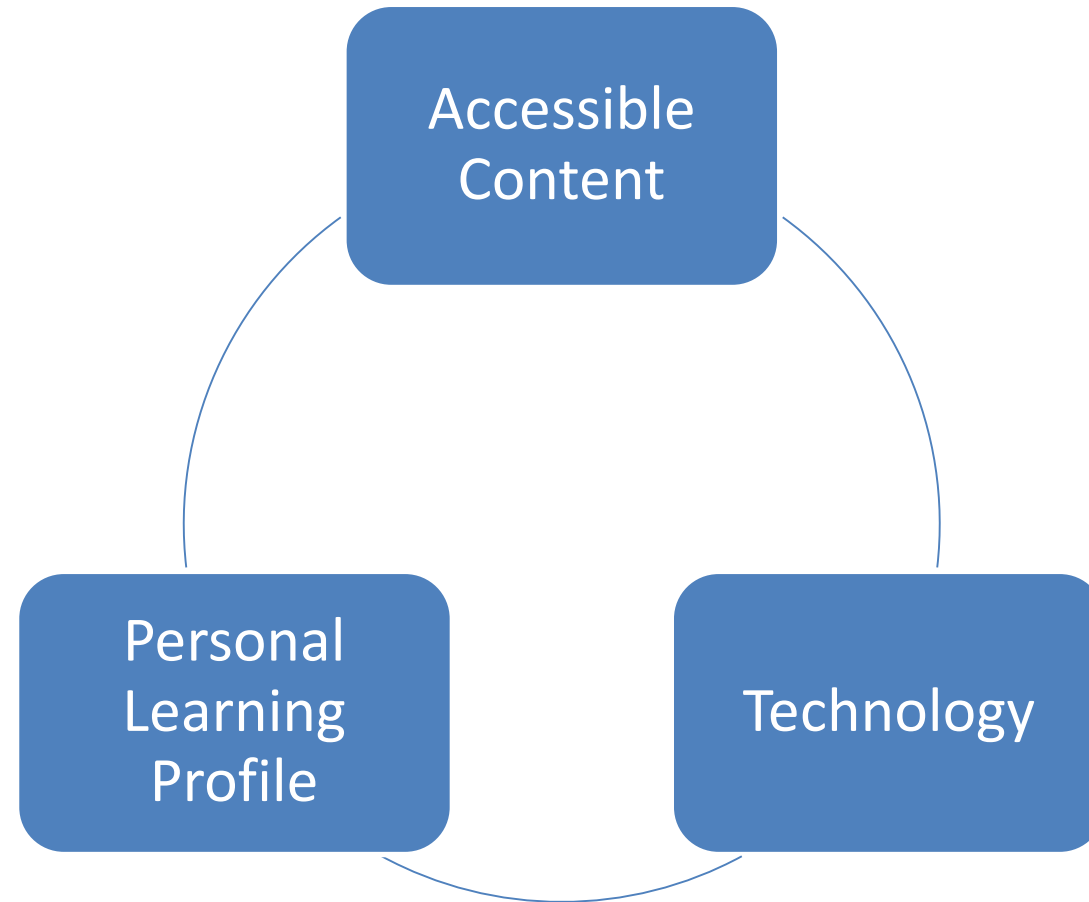 Accessible
Content
Personal
Learning
Profile
Technology